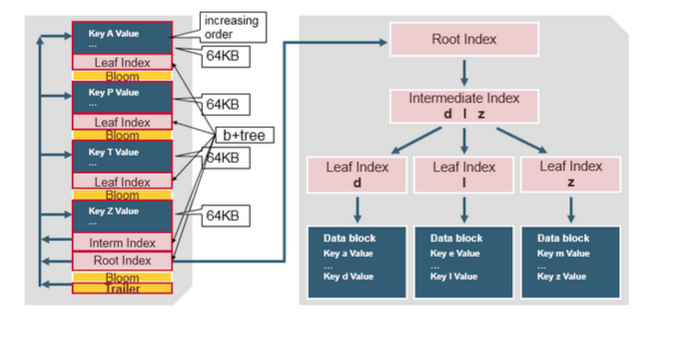 Key A Value
...
Leaf Index
Bloom
Key P Value
...
Leaf Index
Bloom
Key T Value
...
Leaf Index
Bloom
Key Z Value
...
Interm Index
Root Index
Bloom
Trailer
increasing
order
64KB
64KB
b+tree
64KB
64KB
Root Index
Intermediate Index
d l z
Leaf Index
d
Leaf Index
l
Leaf Index
z
Data block
Key a Value
...
Key d Value
Data block
Key e Value
...
Key l Value
Data block
Key m Value
...
Key z Value